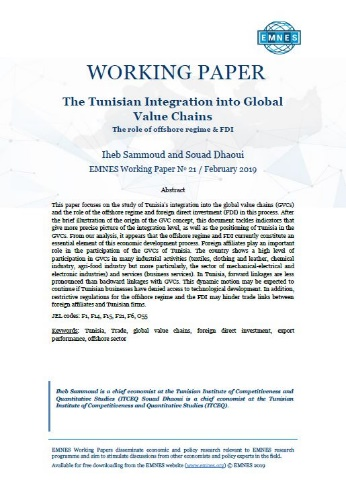 EMNES
WORKING PAPER
The Tunisian Integration into Global
Value Chains
The role of offshore regime & FDI
Iheb Sammoud and Souad Dhaoui
EMNES Working Paper Nº 21 / February 2019
Abstract
This paper focuses on the study of Tunisia's integration into the global value chains (GVCs)
and the role of the offshore regime and foreign direct investment (FDI) in this process. After
the brief illustration of the origin of the GVC concept, this document tackles indicators that
give more precise picture of the integration level, as well as the positioning of Tunisia in the
GVCs. From our analysis, it appears that the offshore regime and FDI currently constitute an
essential element of this economic development process. Foreign affiliates play an important
role in the participation of the GVCs of Tunisia. The country shows a high level of
participation of GVCs in many industrial activities (textiles, clothing and leather, chemical
industry, agri-food industry but more particularly, the sector of mechanical-electrical and
electronic industries) and services (business services). In Tunisia, forward linkages are less
pronounced than backward linkages with GVCs. This dynamic motion may be expected to
continue if Tunisian businesses have denied access to technological development. In addition,
restrictive regulations for the offshore regime and the FDI may hinder trade links between
foreign affiliates and Tunisian firms.
JEL codes: F1, F14, F15, F21, F6, O55
Keywords: Tunisia, Trade, global value chains, foreign direct investment, export
performance, offshore sector
Iheb Sammoud is a chief economist at the Tunisian Institute of Competitiveness and
Quantitative Studies (ITCEQ) Souad Dhaoui is a chief economist at the Tunisian
Institute of Competitiveness and Quantitative Studies (ITCEQ).
EMNES Working Papers disseminate economic and policy research relevant to EMNES research
programme and aim to stimulate discussions from other economists and policy experts in the field.
Available for free downloading from the EMNES website (www.emnes.org) © EMNES 2019